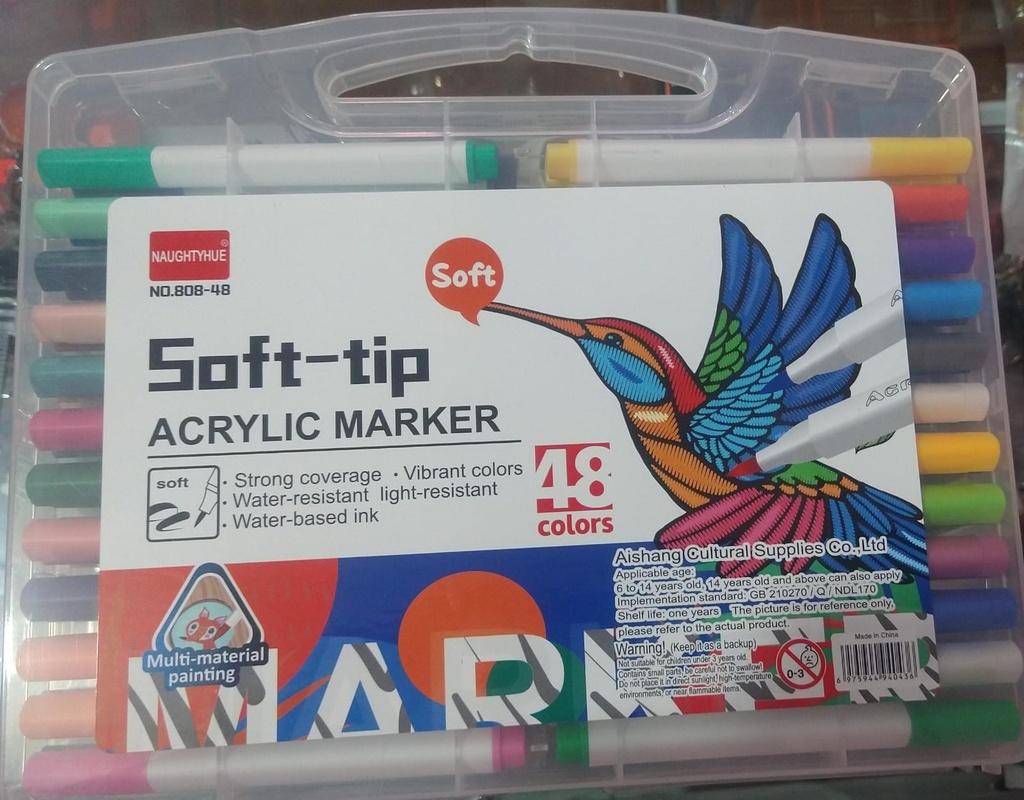 NAUGHTYHUE®
NO.808-48
Soft
Soft-tip
ACRYLIC MARKER
soft
· Strong coverage · Vibrant colors
· Water-resistant light-resistant
· Water-based ink
48
colors
ACR
Aishang Cultural Supplies Co.,Ltd
Applicable age:
6 to 14 years old, 14 years old and above can also apply
Implementation standard: GB 210270 / Q / NDL170
Shelf life: one years The picture is for reference only,
please refer to the actual product.
Warning! (Keep it as a backup)
Not suitable for children under 3 years old.
Contains small parts, be careful not to swallow!
Do not place it in direct sunlight, high-temperature
environments, or near flammable items.
0-3
Made in China
6 975944 940436
Multi-material
painting
MARKE